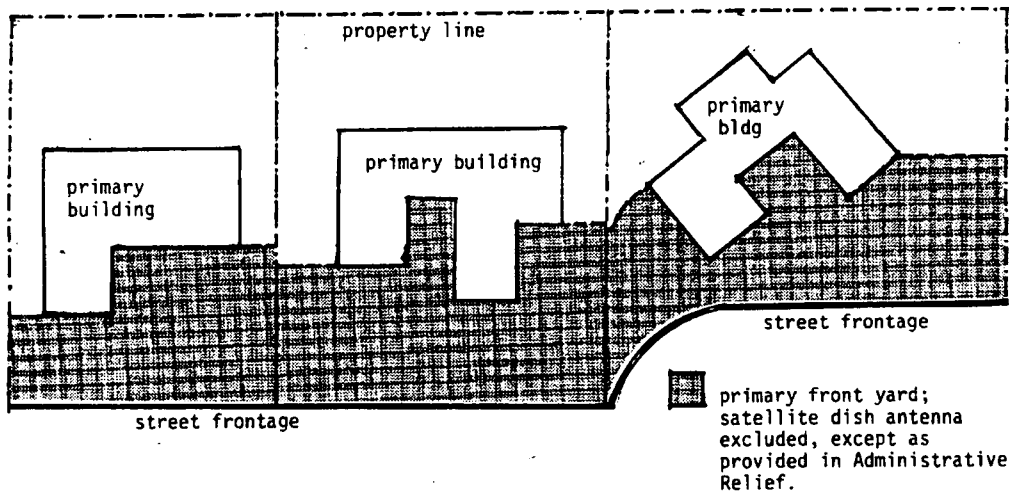 property line
primary
building
primary building
primary
bldg
street frontage
street frontage
primary front yard;
satellite dish antenna
excluded, except as
provided in Administrative
Relief.